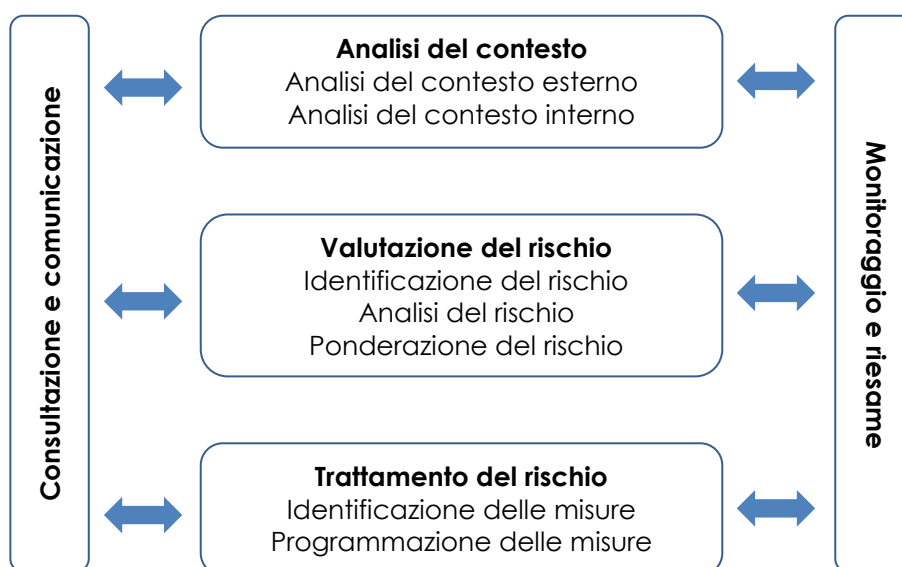 Consultazione e comunicazione
Analisi del contesto
Analisi del contesto esterno
Analisi del contesto interno
Valutazione del rischio
Identificazione del rischio
Analisi del rischio
Ponderazione del rischio
Trattamento del rischio
Identificazione delle misure
Programmazione delle misure
Monitoraggio e riesame